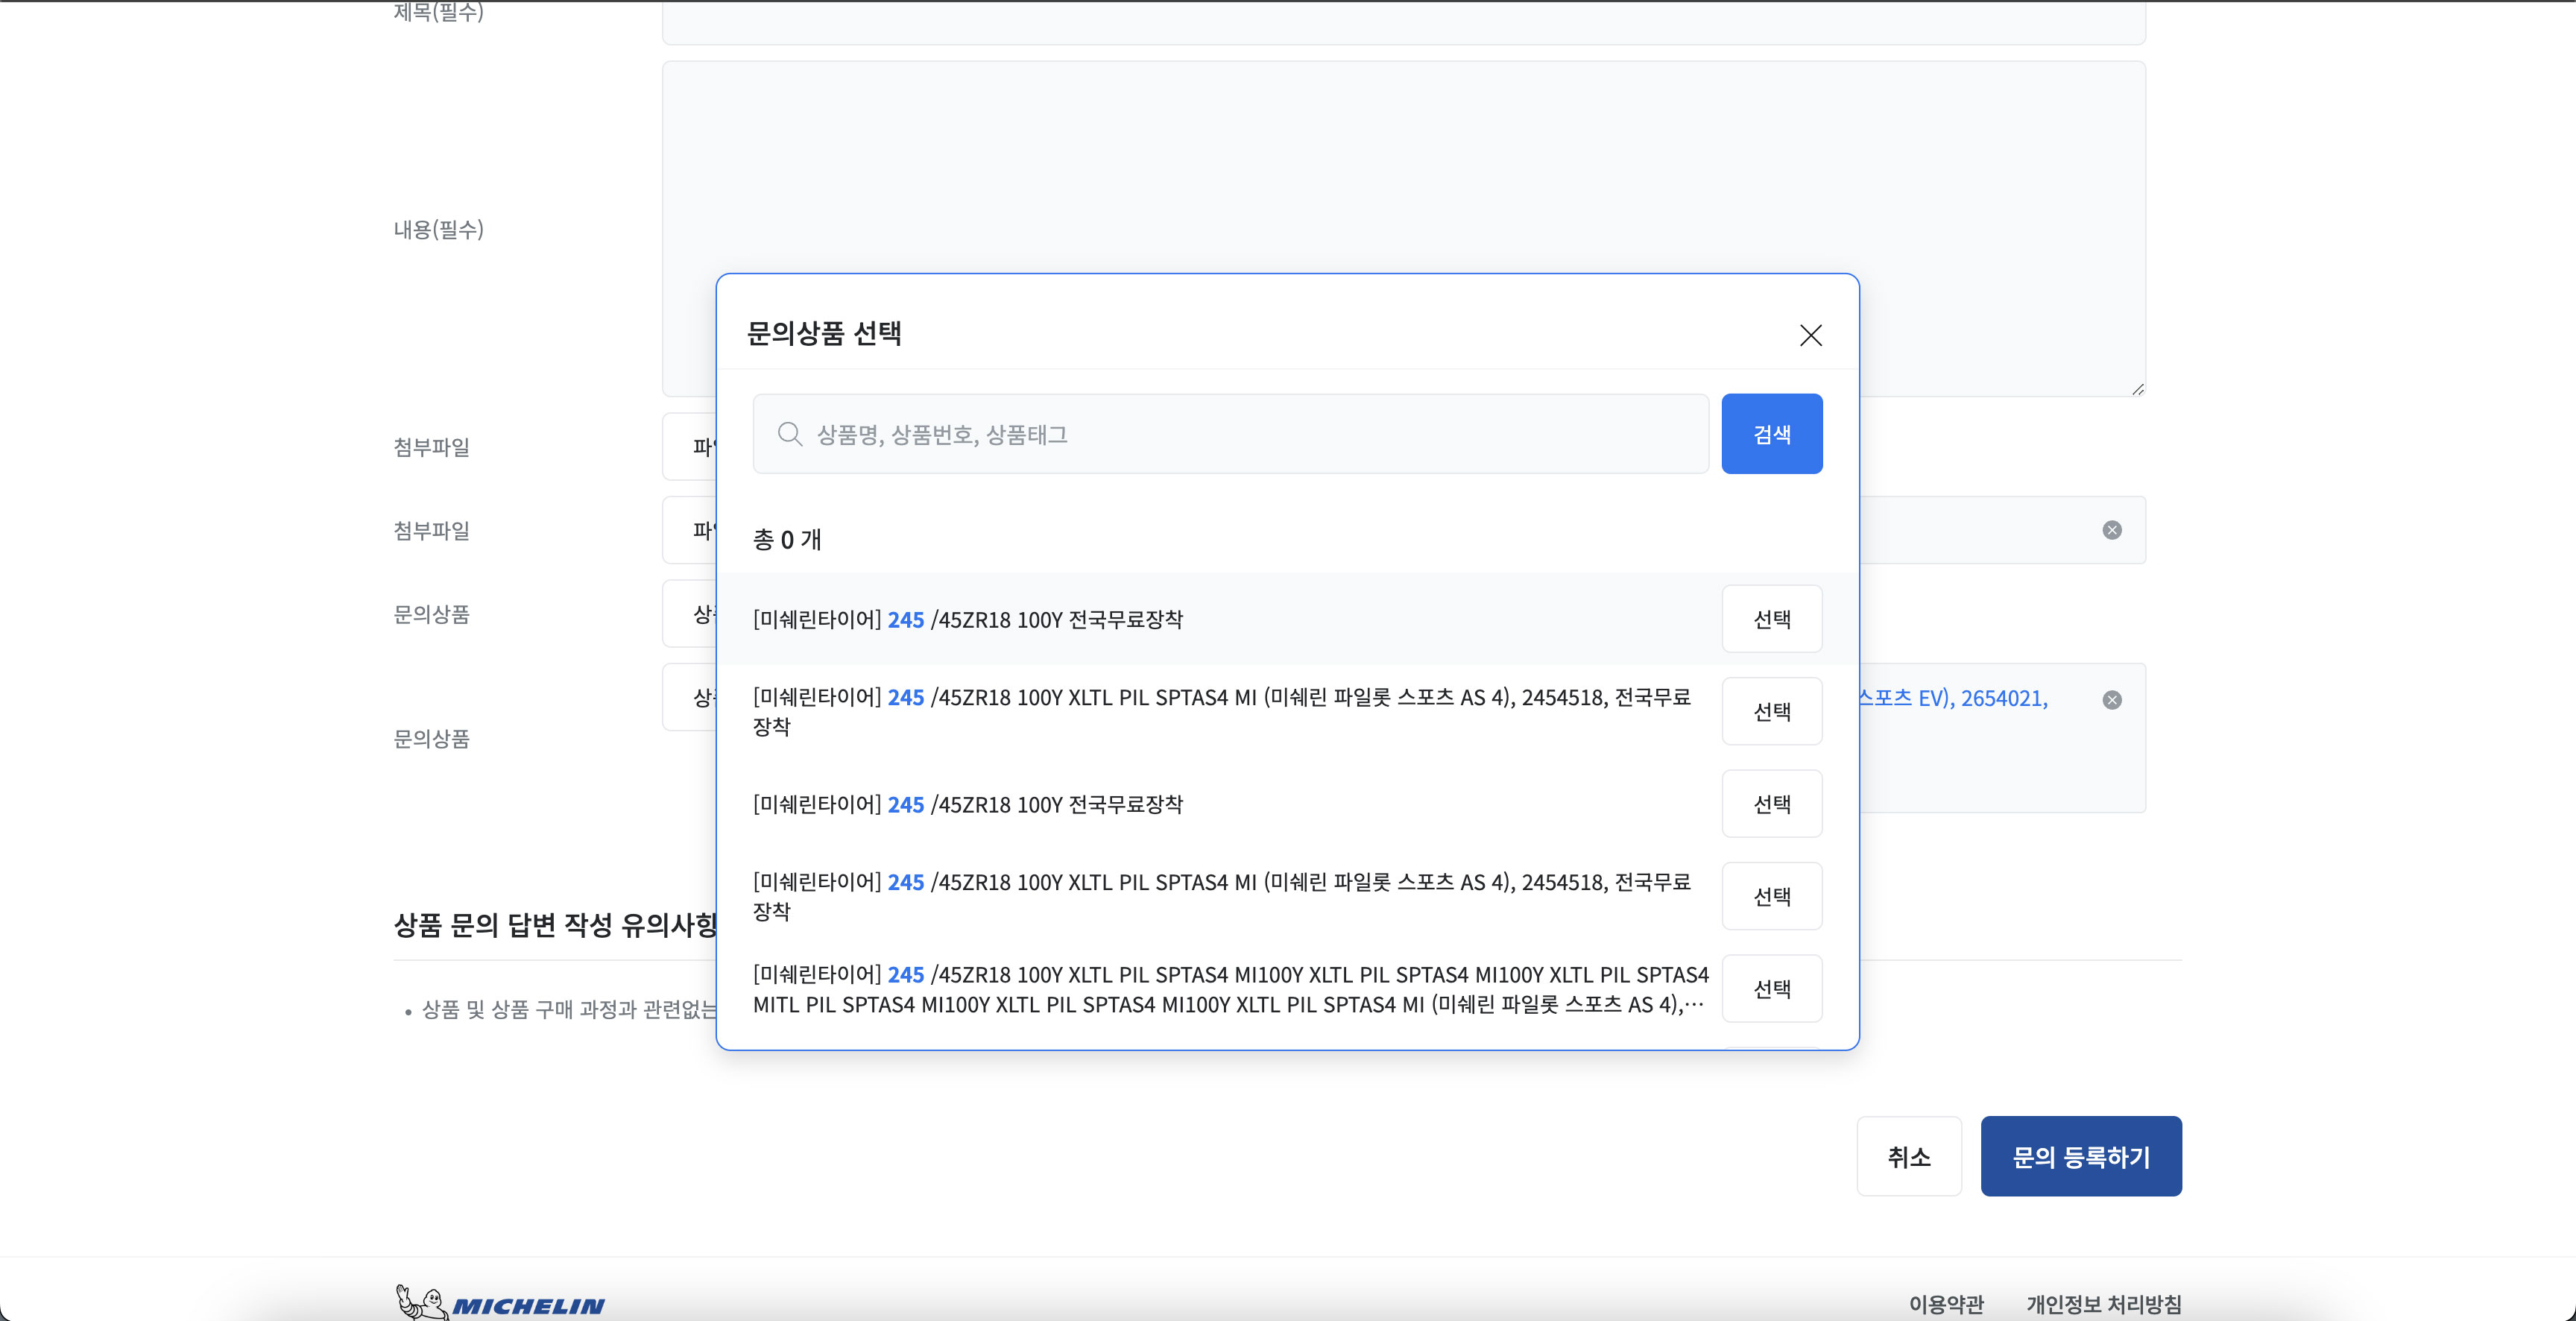 제목(필수)
내용(필수)
문의상품 선택
상품명, 상품번호, 상품태그
검색
총 0 개
[미쉐린타이어] 245 /45ZR18 100Y 전국무료장착
선택
[미쉐린타이어] 245 /45ZR18 100Y XLTL PIL SPTAS4 MI (미쉐린 파일롯 스포츠 AS 4), 2454518, 전국무료
장착
선택
[미쉐린타이어] 245 /45ZR18 100Y 전국무료장착
선택
[미쉐린타이어] 245 /45ZR18 100Y XLTL PIL SPTAS4 MI (미쉐린 파일롯 스포츠 AS 4), 2454518, 전국무료
장착
선택
[미쉐린타이어] 245 /45ZR18 100Y XLTL PIL SPTAS4 MI100Y XLTL PIL SPTAS4 MI100Y XLTL PIL SPTAS4
MITL PIL SPTAS4 MI100Y XLTL PIL SPTAS4 MI100Y XLTL PIL SPTAS4 MI (미쉐린 파일롯 스포츠 AS 4),…
선택
첨부파일
첨부파일
문의상품
문의상품
스포츠 EV), 2654021,
상품 문의 답변 작성 유의사항
• 상품 및 상품 구매 과정과 관련없는
취소
문의 등록하기
MICHELIN
이용약관
개인정보 처리방침